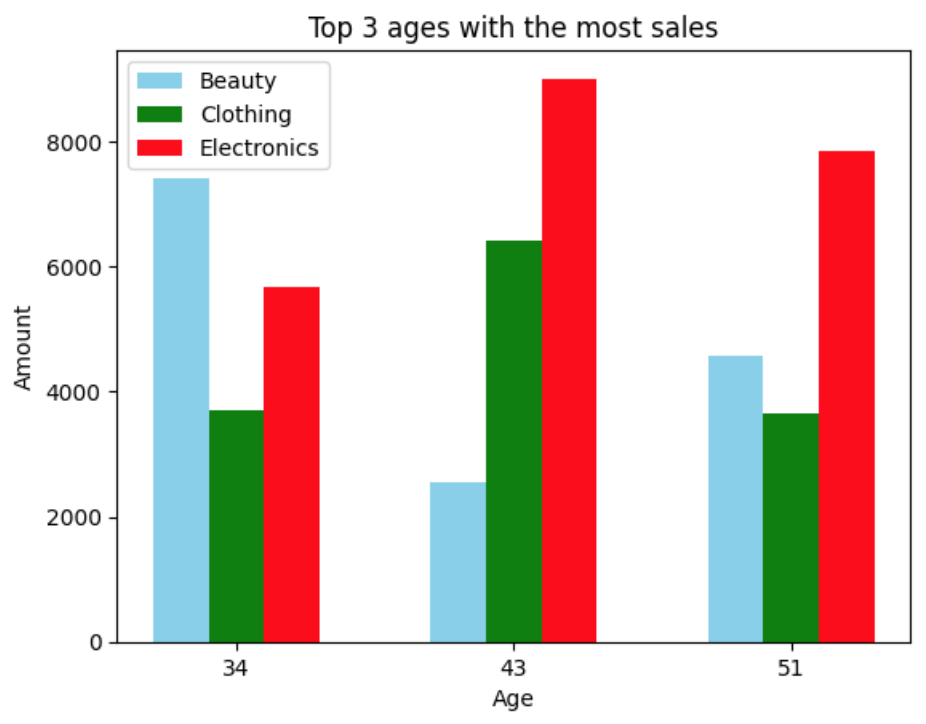 Top 3 ages with the most sales
Beauty
Clothing
Electronics
8000
6000
4000
2000
0
Amount
34 43 51
Age